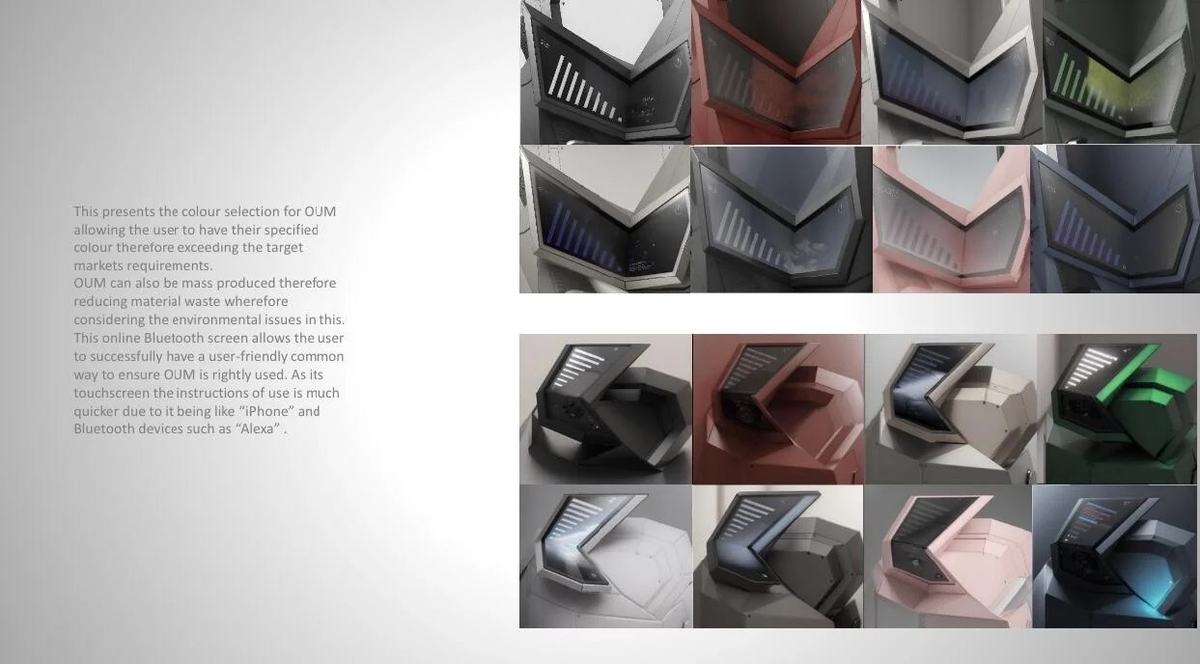 This presents the colour selection for OUM
allowing the user to have their specified
colour therefore exceeding the target
markets requirements.
OUM can also be mass produced therefore
reducing material waste wherefore
considering the environmental issues in this.
This online Bluetooth screen allows the user
to successfully have a user-friendly common
way to ensure OUM is rightly used. As its
touchscreen the instructions of use is much
quicker due to it being like “iPhone” and
Bluetooth devices such as “Alexa” .